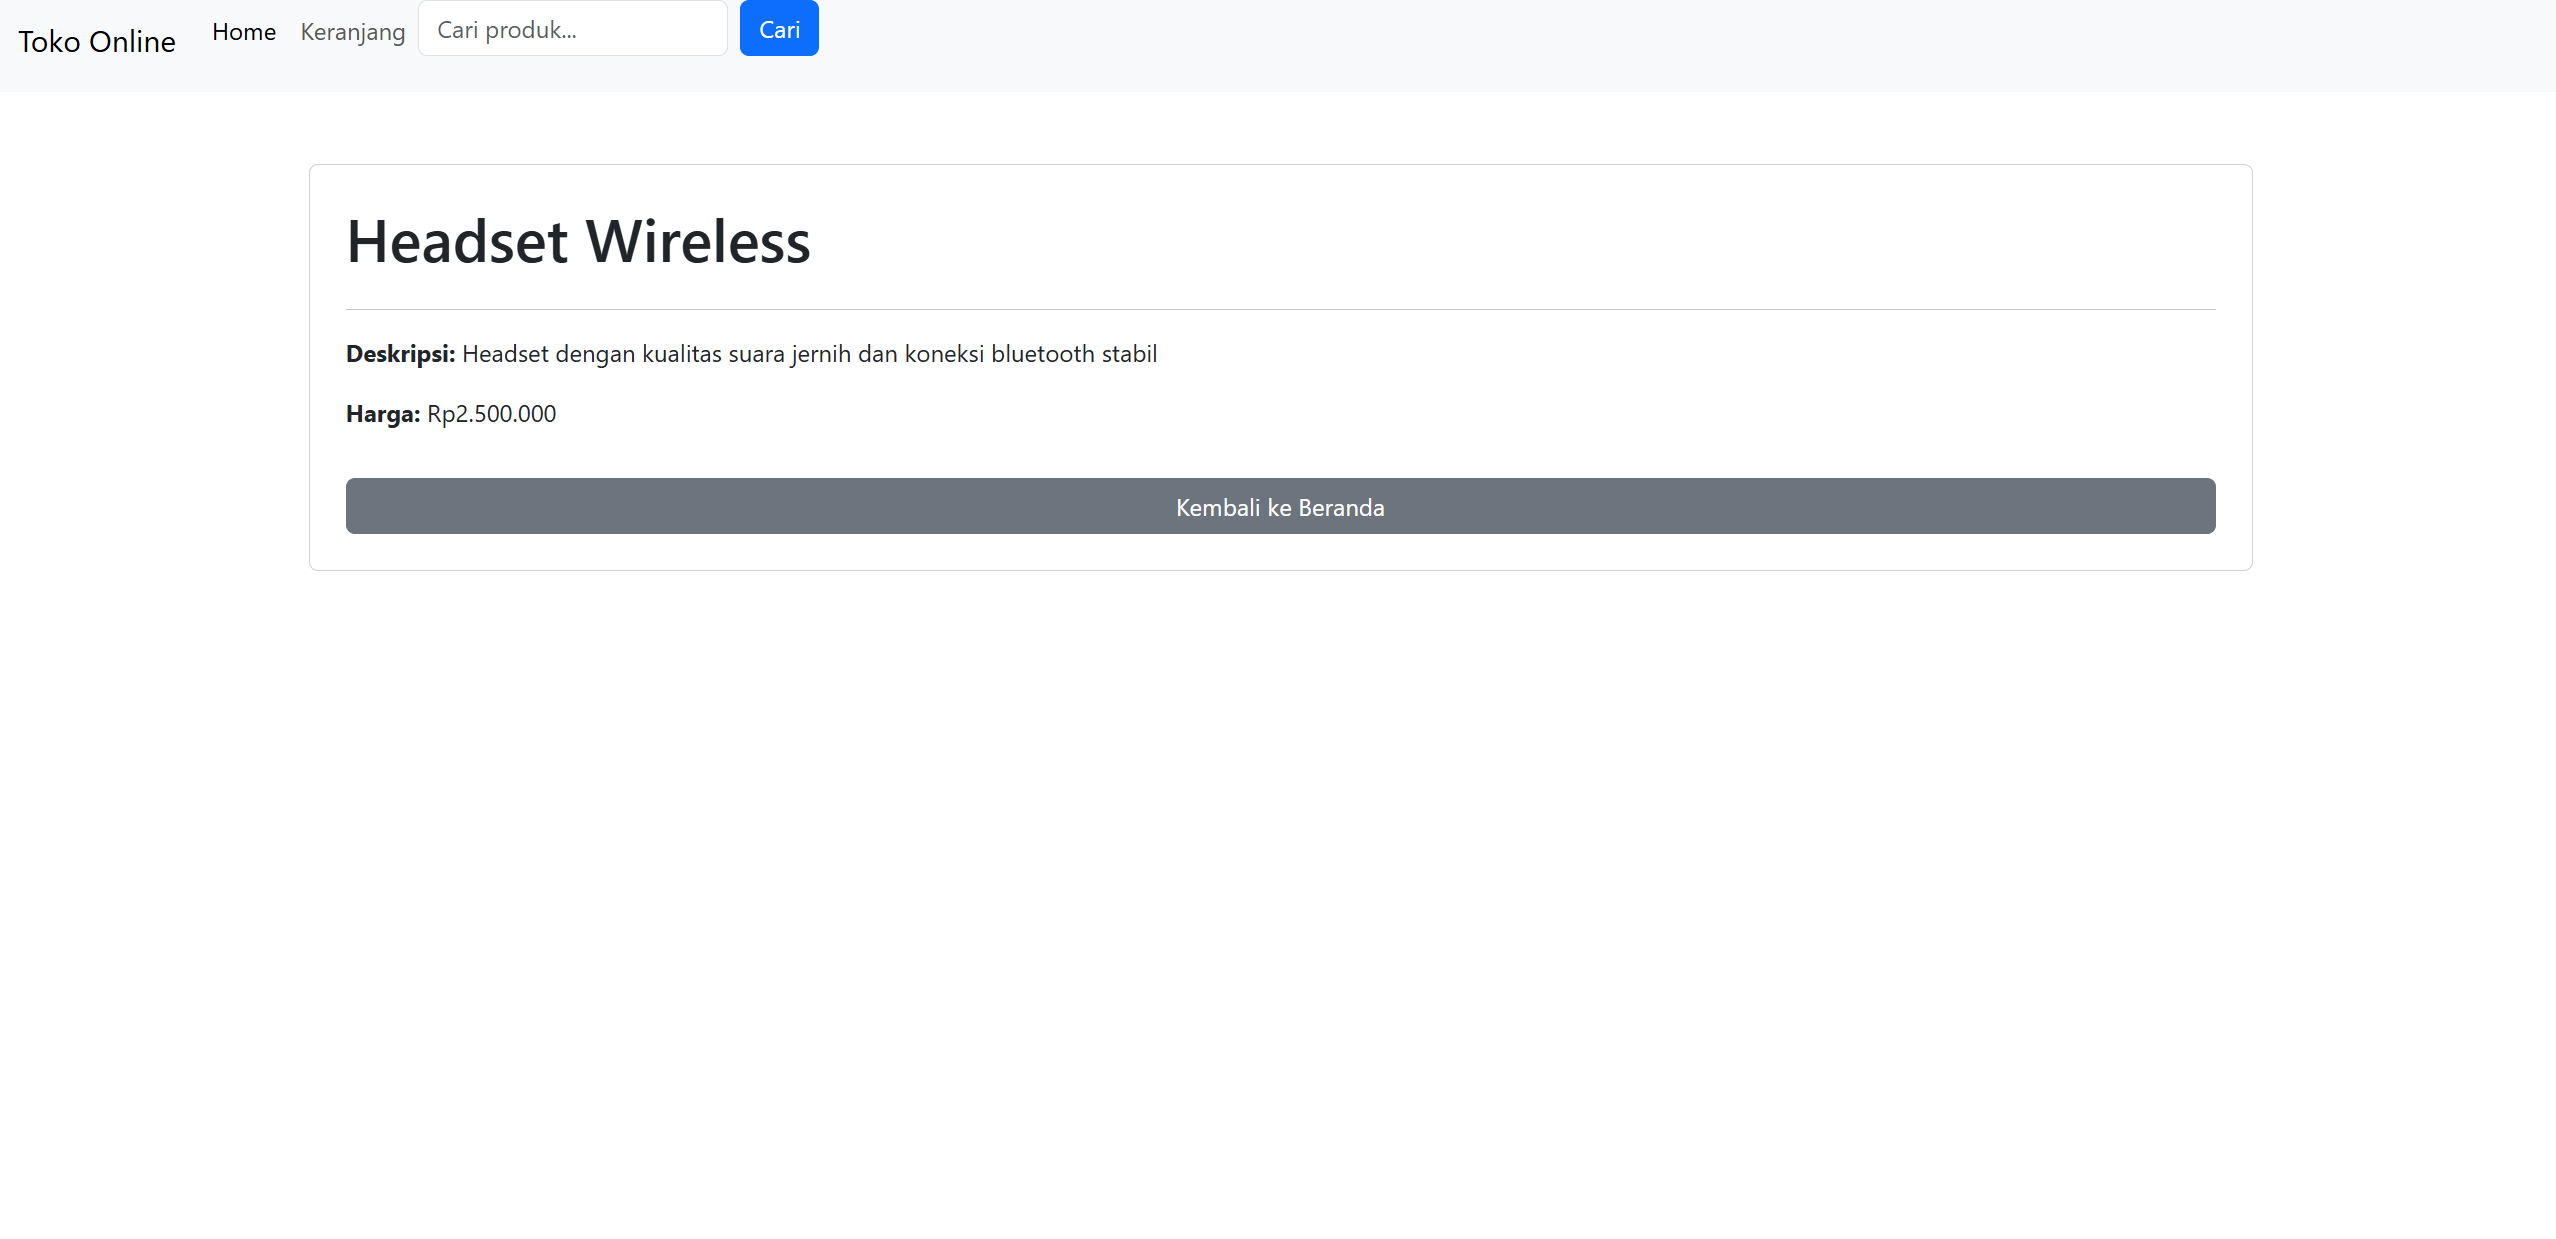 Toko Online Home Keranjang Cari produk... Cari
Headset Wireless
Deskripsi: Headset dengan kualitas suara jernih dan koneksi bluetooth stabil
Harga: Rp2.500.000
Kembali ke Beranda